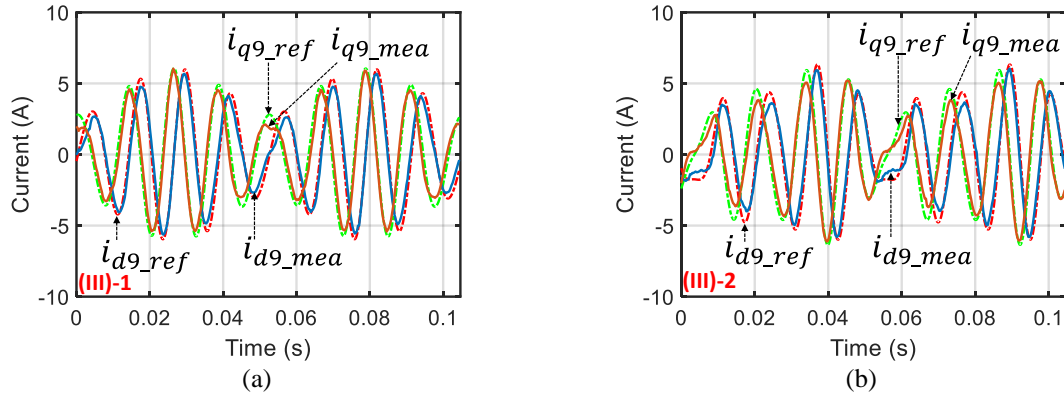 10
5
0
-5
-10
Current (A)
i_{q9_ref}
i_{q9_mea}
i_{d9_ref}
i_{d9_mea}
(III)-1
0
0.02
0.04
0.06
0.08
0.1
Time (s)
(a)
10
5
0
-5
-10
Current (A)
i_{q9_ref}
i_{q9_mea}
i_{d9_ref}
i_{d9_mea}
(III)-2
0
0.02
0.04
0.06
0.08
0.1
Time (s)
(b)